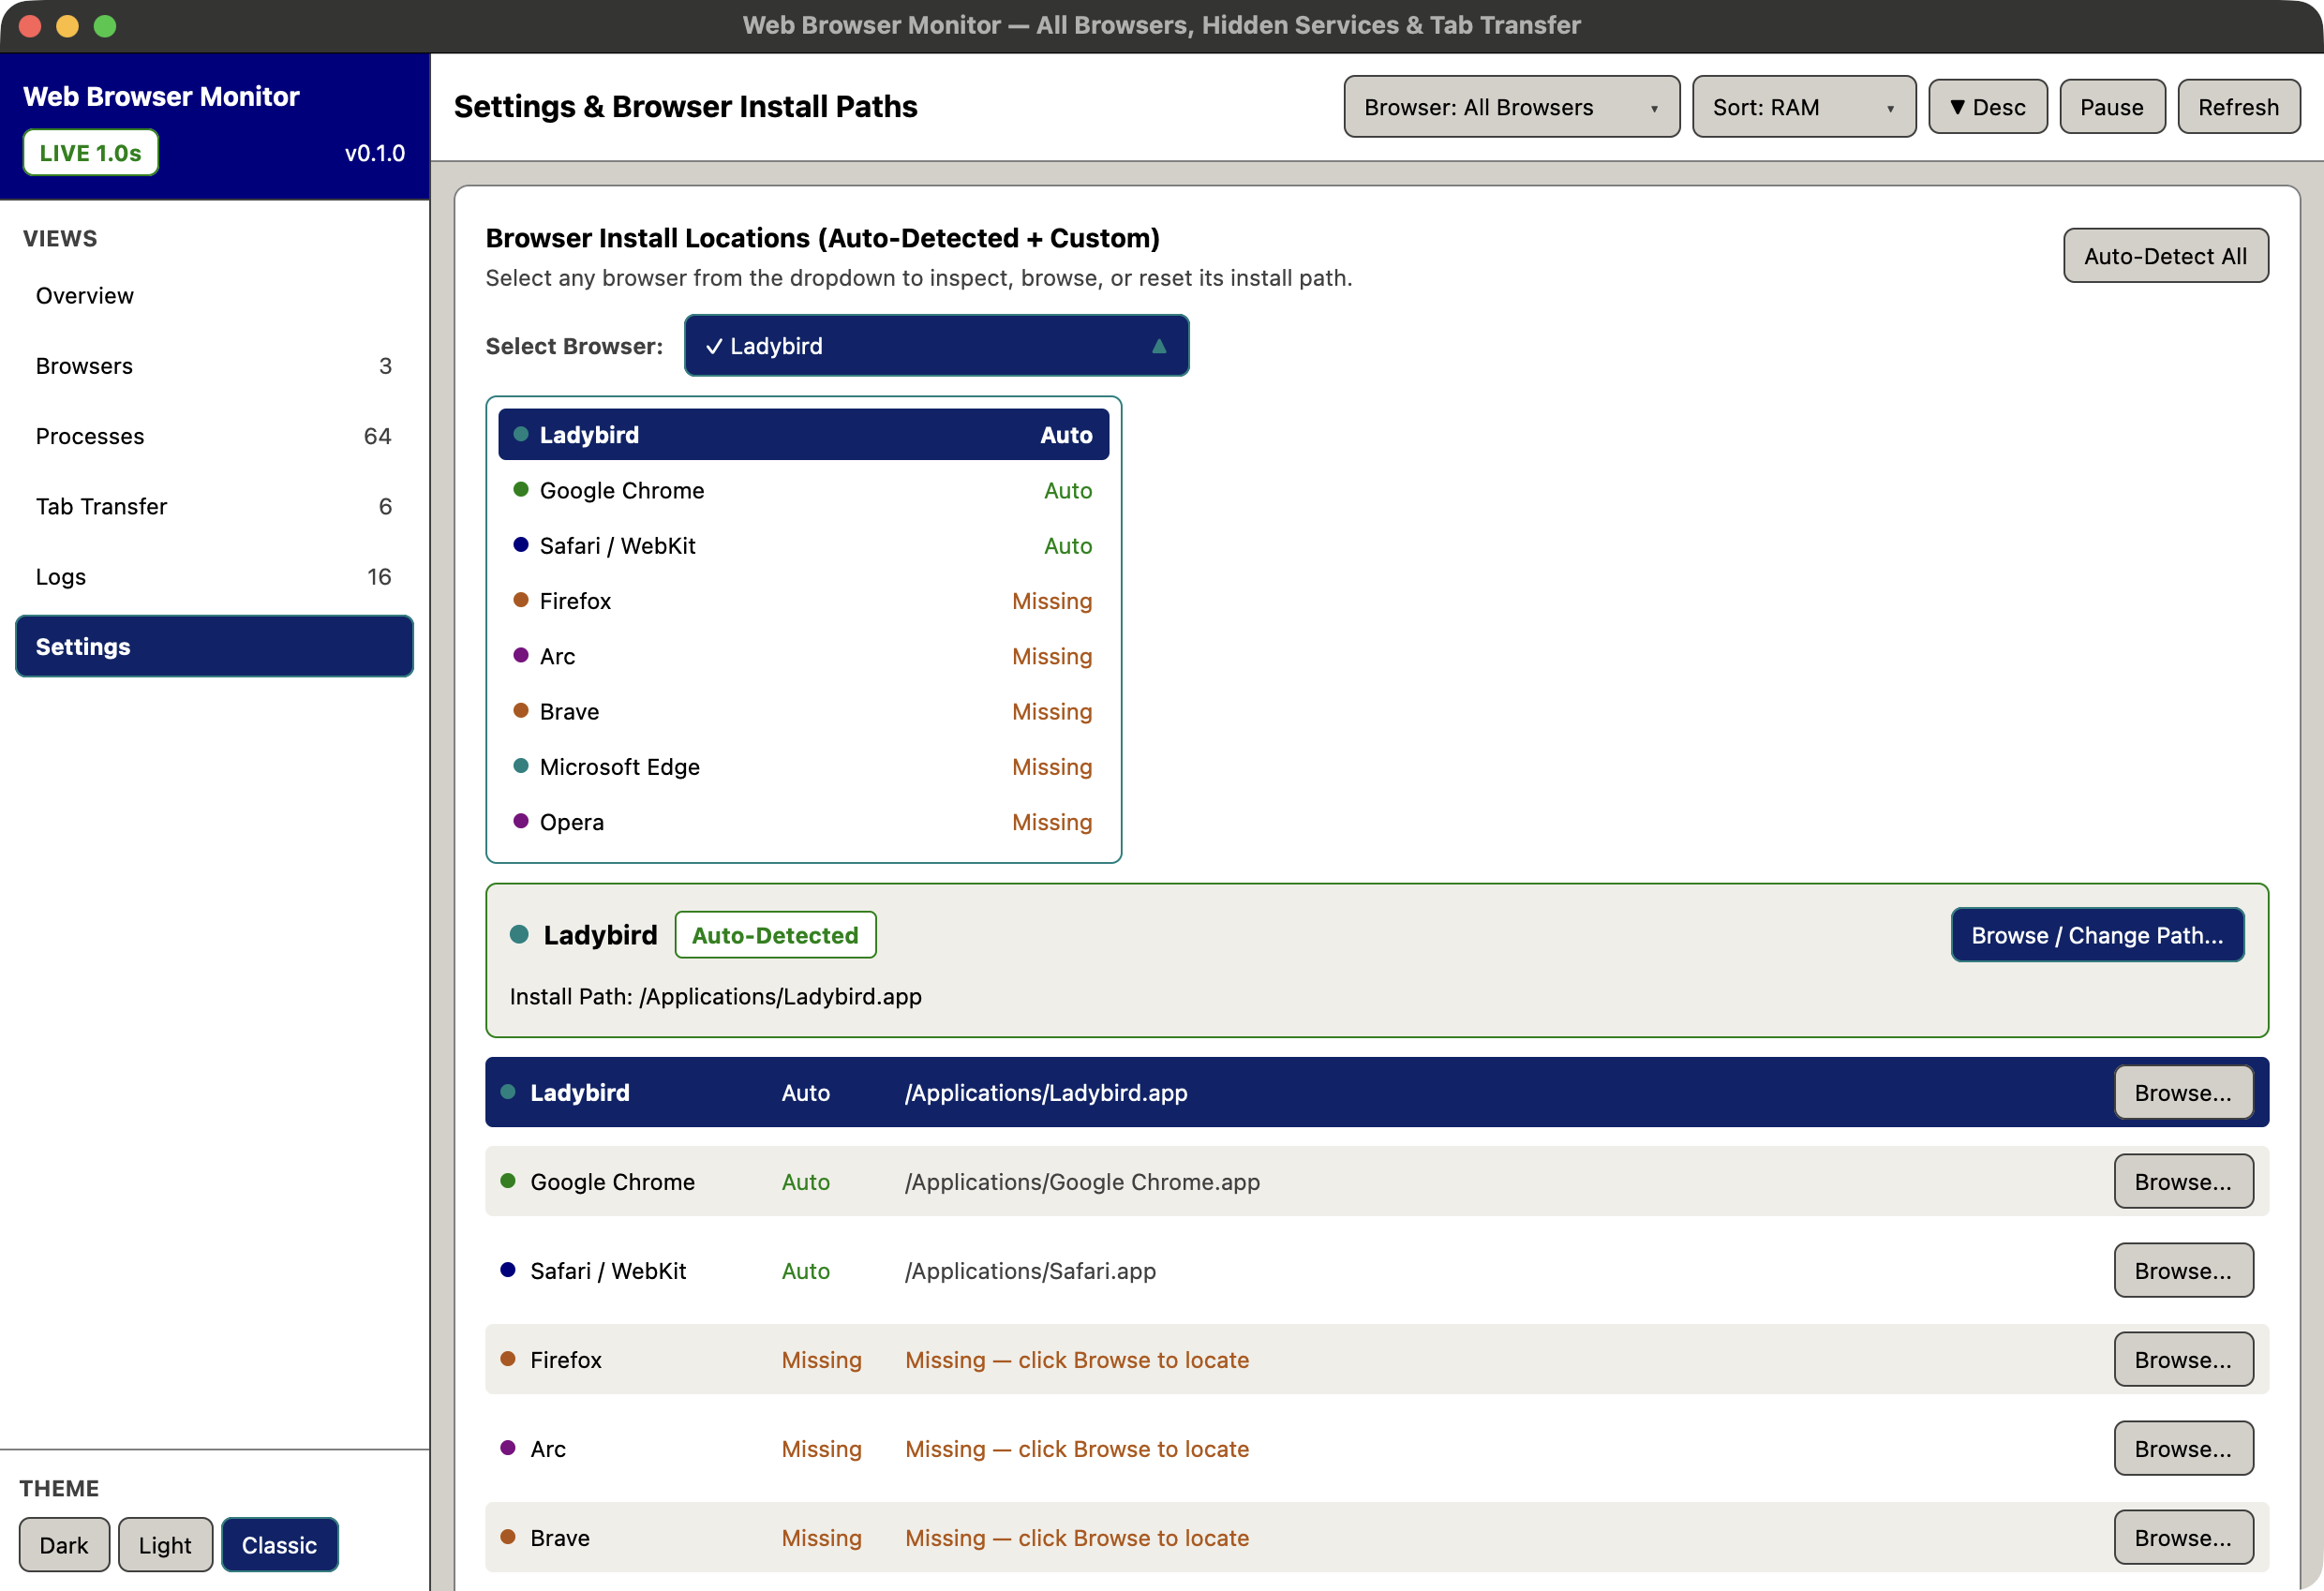 Web Browser Monitor — All Browsers, Hidden Services & Tab Transfer
Web Browser Monitor
LIVE 1.0s v0.1.0
VIEWS
Overview
Browsers 3
Processes 64
Tab Transfer 6
Logs 16
Settings
THEME
Dark Light Classic
Settings & Browser Install Paths
Browser: All Browsers ▾ Sort: RAM ▾ ▼ Desc Pause Refresh
Browser Install Locations (Auto-Detected + Custom)
Select any browser from the dropdown to inspect, browse, or reset its install path.
Auto-Detect All
Select Browser: ✓ Ladybird ▲
Ladybird Auto
Google Chrome Auto
Safari / WebKit Auto
Firefox Missing
Arc Missing
Brave Missing
Microsoft Edge Missing
Opera Missing
Ladybird Auto-Detected Browse / Change Path...
Install Path: /Applications/Ladybird.app
Ladybird Auto /Applications/Ladybird.app Browse...
Google Chrome Auto /Applications/Google Chrome.app Browse...
Safari / WebKit Auto /Applications/Safari.app Browse...
Firefox Missing Missing — click Browse to locate Browse...
Arc Missing Missing — click Browse to locate Browse...
Brave Missing Missing — click Browse to locate Browse...